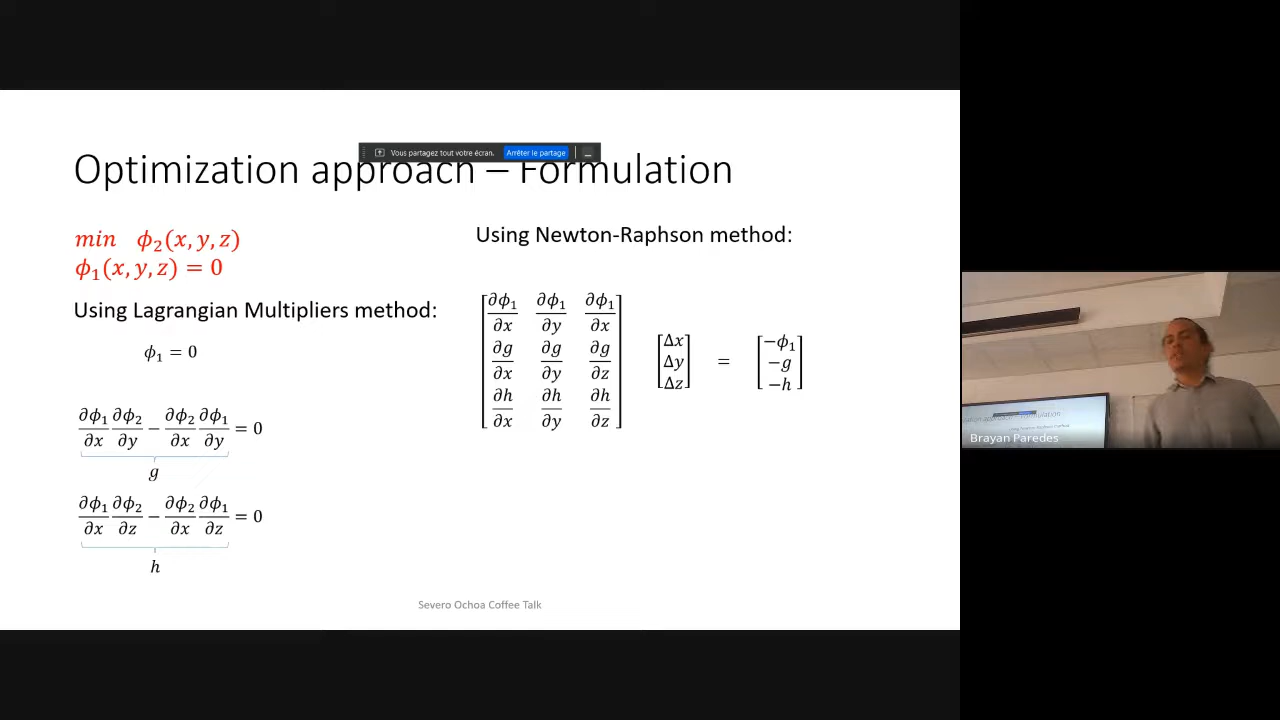 Vous partagez tout votre écran. Arrêter le partage
Optimization approach – Formulation
min ϕ₂(x, y, z)
ϕ₁(x, y, z) = 0
Using Lagrangian Multipliers method:
ϕ₁ = 0
∂ϕ₁/∂x ∂ϕ₂/∂y − ∂ϕ₂/∂x ∂ϕ₁/∂y = 0
g
∂ϕ₁/∂x ∂ϕ₂/∂z − ∂ϕ₂/∂x ∂ϕ₁/∂z = 0
h
Using Newton-Raphson method:
[∂ϕ₁/∂x ∂ϕ₁/∂y ∂ϕ₁/∂x
∂g/∂x ∂g/∂y ∂g/∂z
∂h/∂x ∂h/∂y ∂h/∂z]
[Δx
Δy
Δz]
=
[−ϕ₁
−g
−h]
Severo Ochoa Coffee Talk
Brayan Paredes